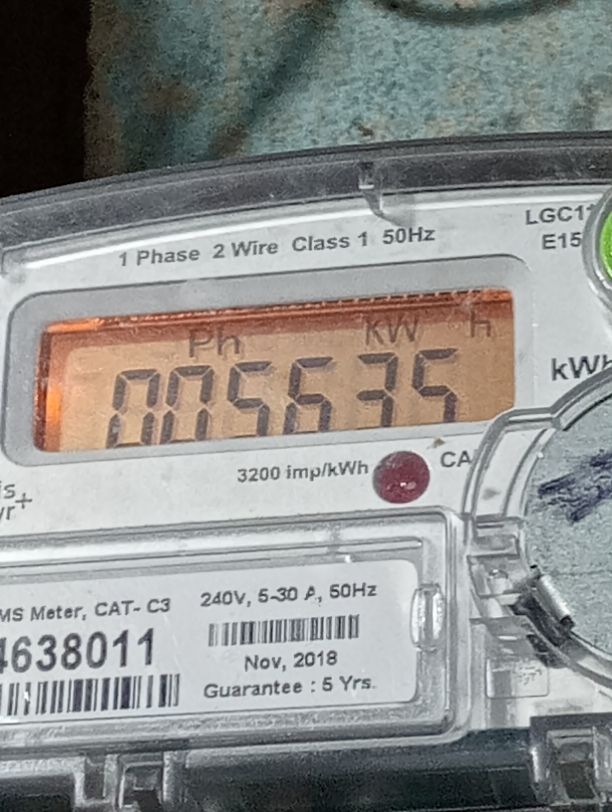 LGC1
1 Phase 2 Wire Class 1 50Hz
E15
Ph KW h
005635
kWh
3200 imp/kWh
CA
MS Meter, CAT- C3
240V, 5-30 A, 50Hz
4638011
Nov, 2018
Guarantee : 5 Yrs.